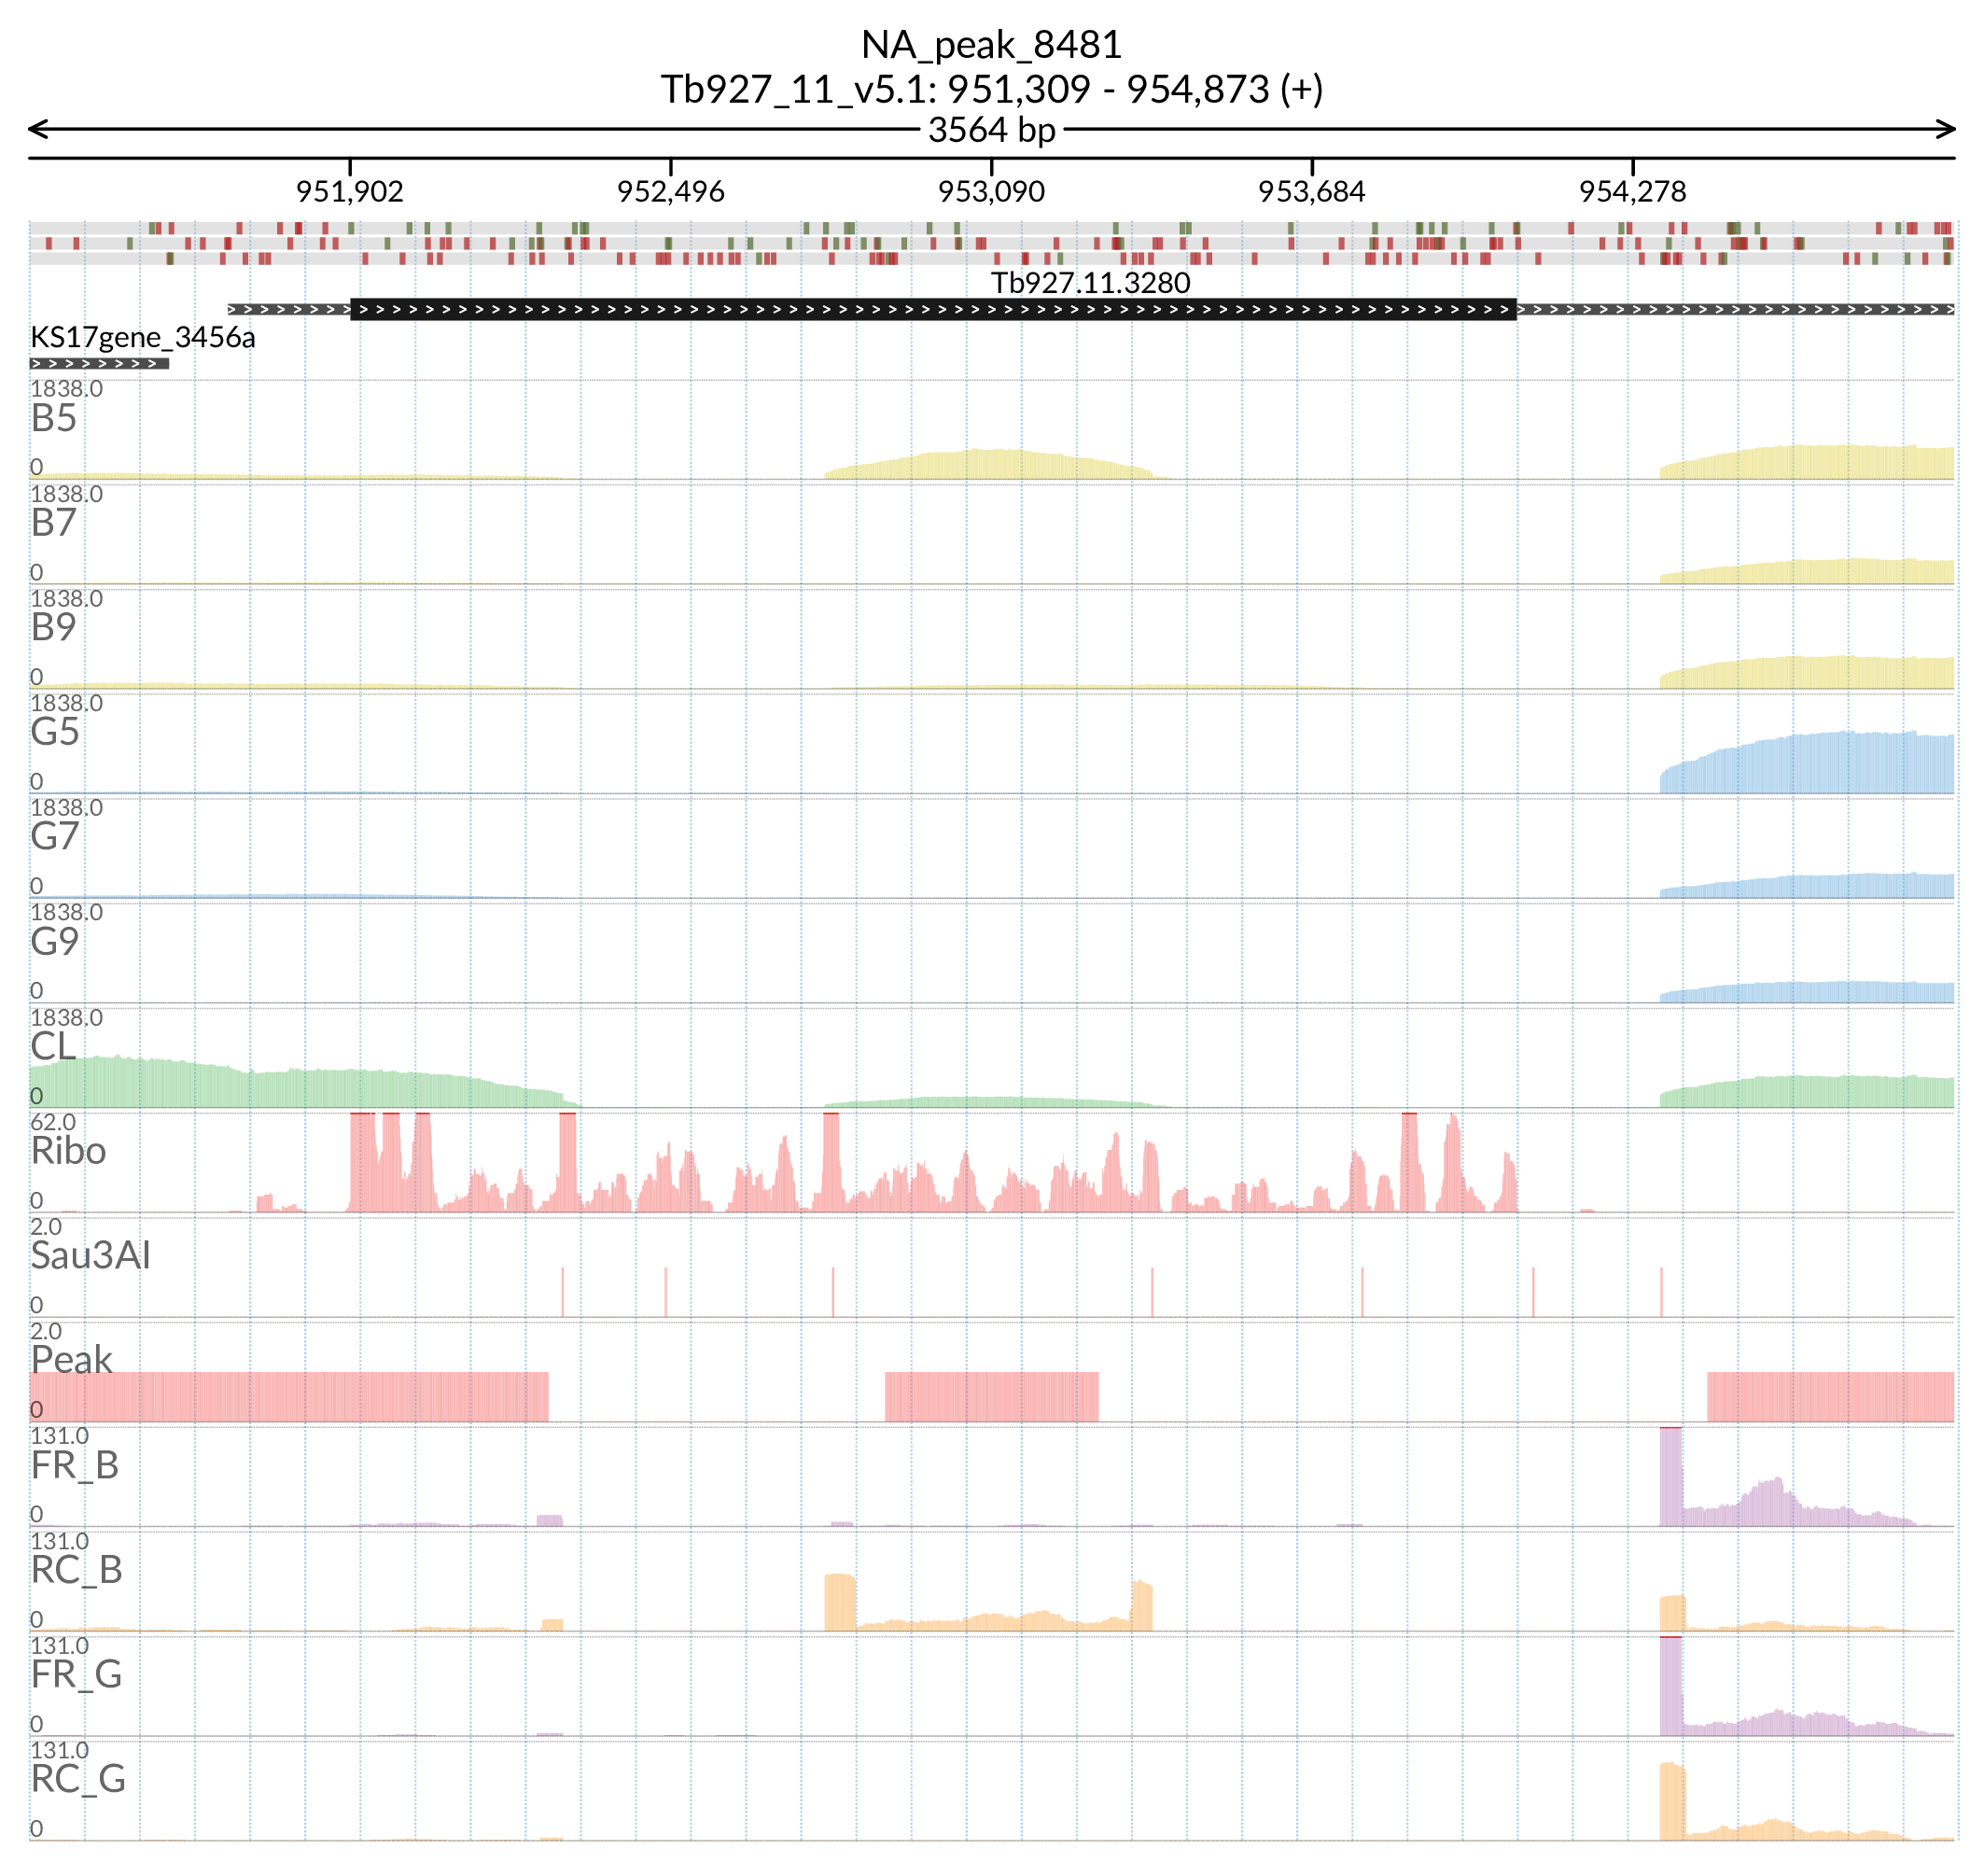 NA_peak_8481
Tb927_11_v5.1: 951,309 - 954,873 (+)
3564 bp
951,902 952,496 953,090 953,684 954,278
Tb927.11.3280
KS17gene_3456a
1838.0
B5
0
1838.0
B7
0
1838.0
B9
0
1838.0
G5
0
1838.0
G7
0
1838.0
G9
0
1838.0
CL
0
62.0
Ribo
0
2.0
Sau3AI
0
2.0
Peak
0
131.0
FR_B
0
131.0
RC_B
0
131.0
FR_G
0
131.0
RC_G
0